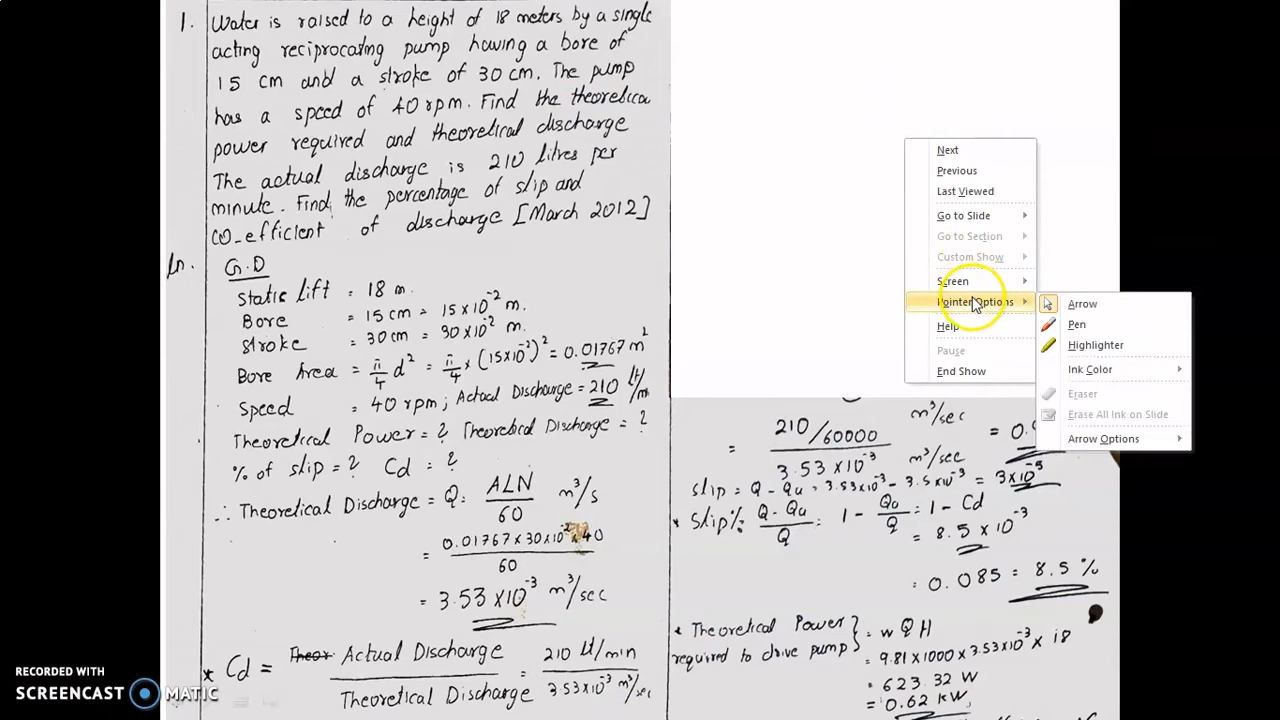 1. Water is raised to a height of 18 meters by a single
acting reciprocating pump having a bore of
15 cm and a stroke of 30 cm. The pump
has a speed of 40 rpm. Find the theoretica
power required and theoretical discharge
The actual discharge is 210 litres per
minute. Find the percentage of slip and
co-efficient of discharge [March 2012]
G.D
Static lift = 18 m.
Bore = 15 cm = 15×10⁻² m.
Stroke = 30cm = 30×10⁻² m.
Bore Area = π/4 d² = π/4 × (15×10⁻²)² = 0.01767 m²
Speed = 40 rpm; Actual Discharge = 210 lt/m
Theoretical Power = ? Theoretical Discharge = ?
% of slip = ? Cd = ?
∴ Theoretical Discharge = Q = ALN/60 m³/s
= 0.01767×30×10⁻²×40/60
= 3.53×10⁻³ m³/sec
* Cd = Actual Discharge/Theoretical Discharge = 210 lt/min/3.53×10⁻³ m³/sec
= 210/60000/3.53×10⁻³ m³/sec/m³/sec = 0.
slip = Q - Qa = 3.53×10⁻³ - 3.5×10⁻³ = 3×10⁻⁵
* Slip% = Q - Qa/Q = 1 - Qa/Q = 1 - Cd
= 8.5 × 10⁻³
= 0.085 = 8.5 %
* Theoretical Power required to drive pump } = w Q H
= 9.81×1000×3.53×10⁻³ × 18
= 623.32 W
= 0.62 KW
Next
Previous
Last Viewed
Go to Slide
Go to Section
Custom Show
Screen
Pointer Options
Help
Pause
End Show
Arrow
Pen
Highlighter
Ink Color
Eraser
Erase All Ink on Slide
Arrow Options
RECORDED WITH
SCREENCAST MATIC